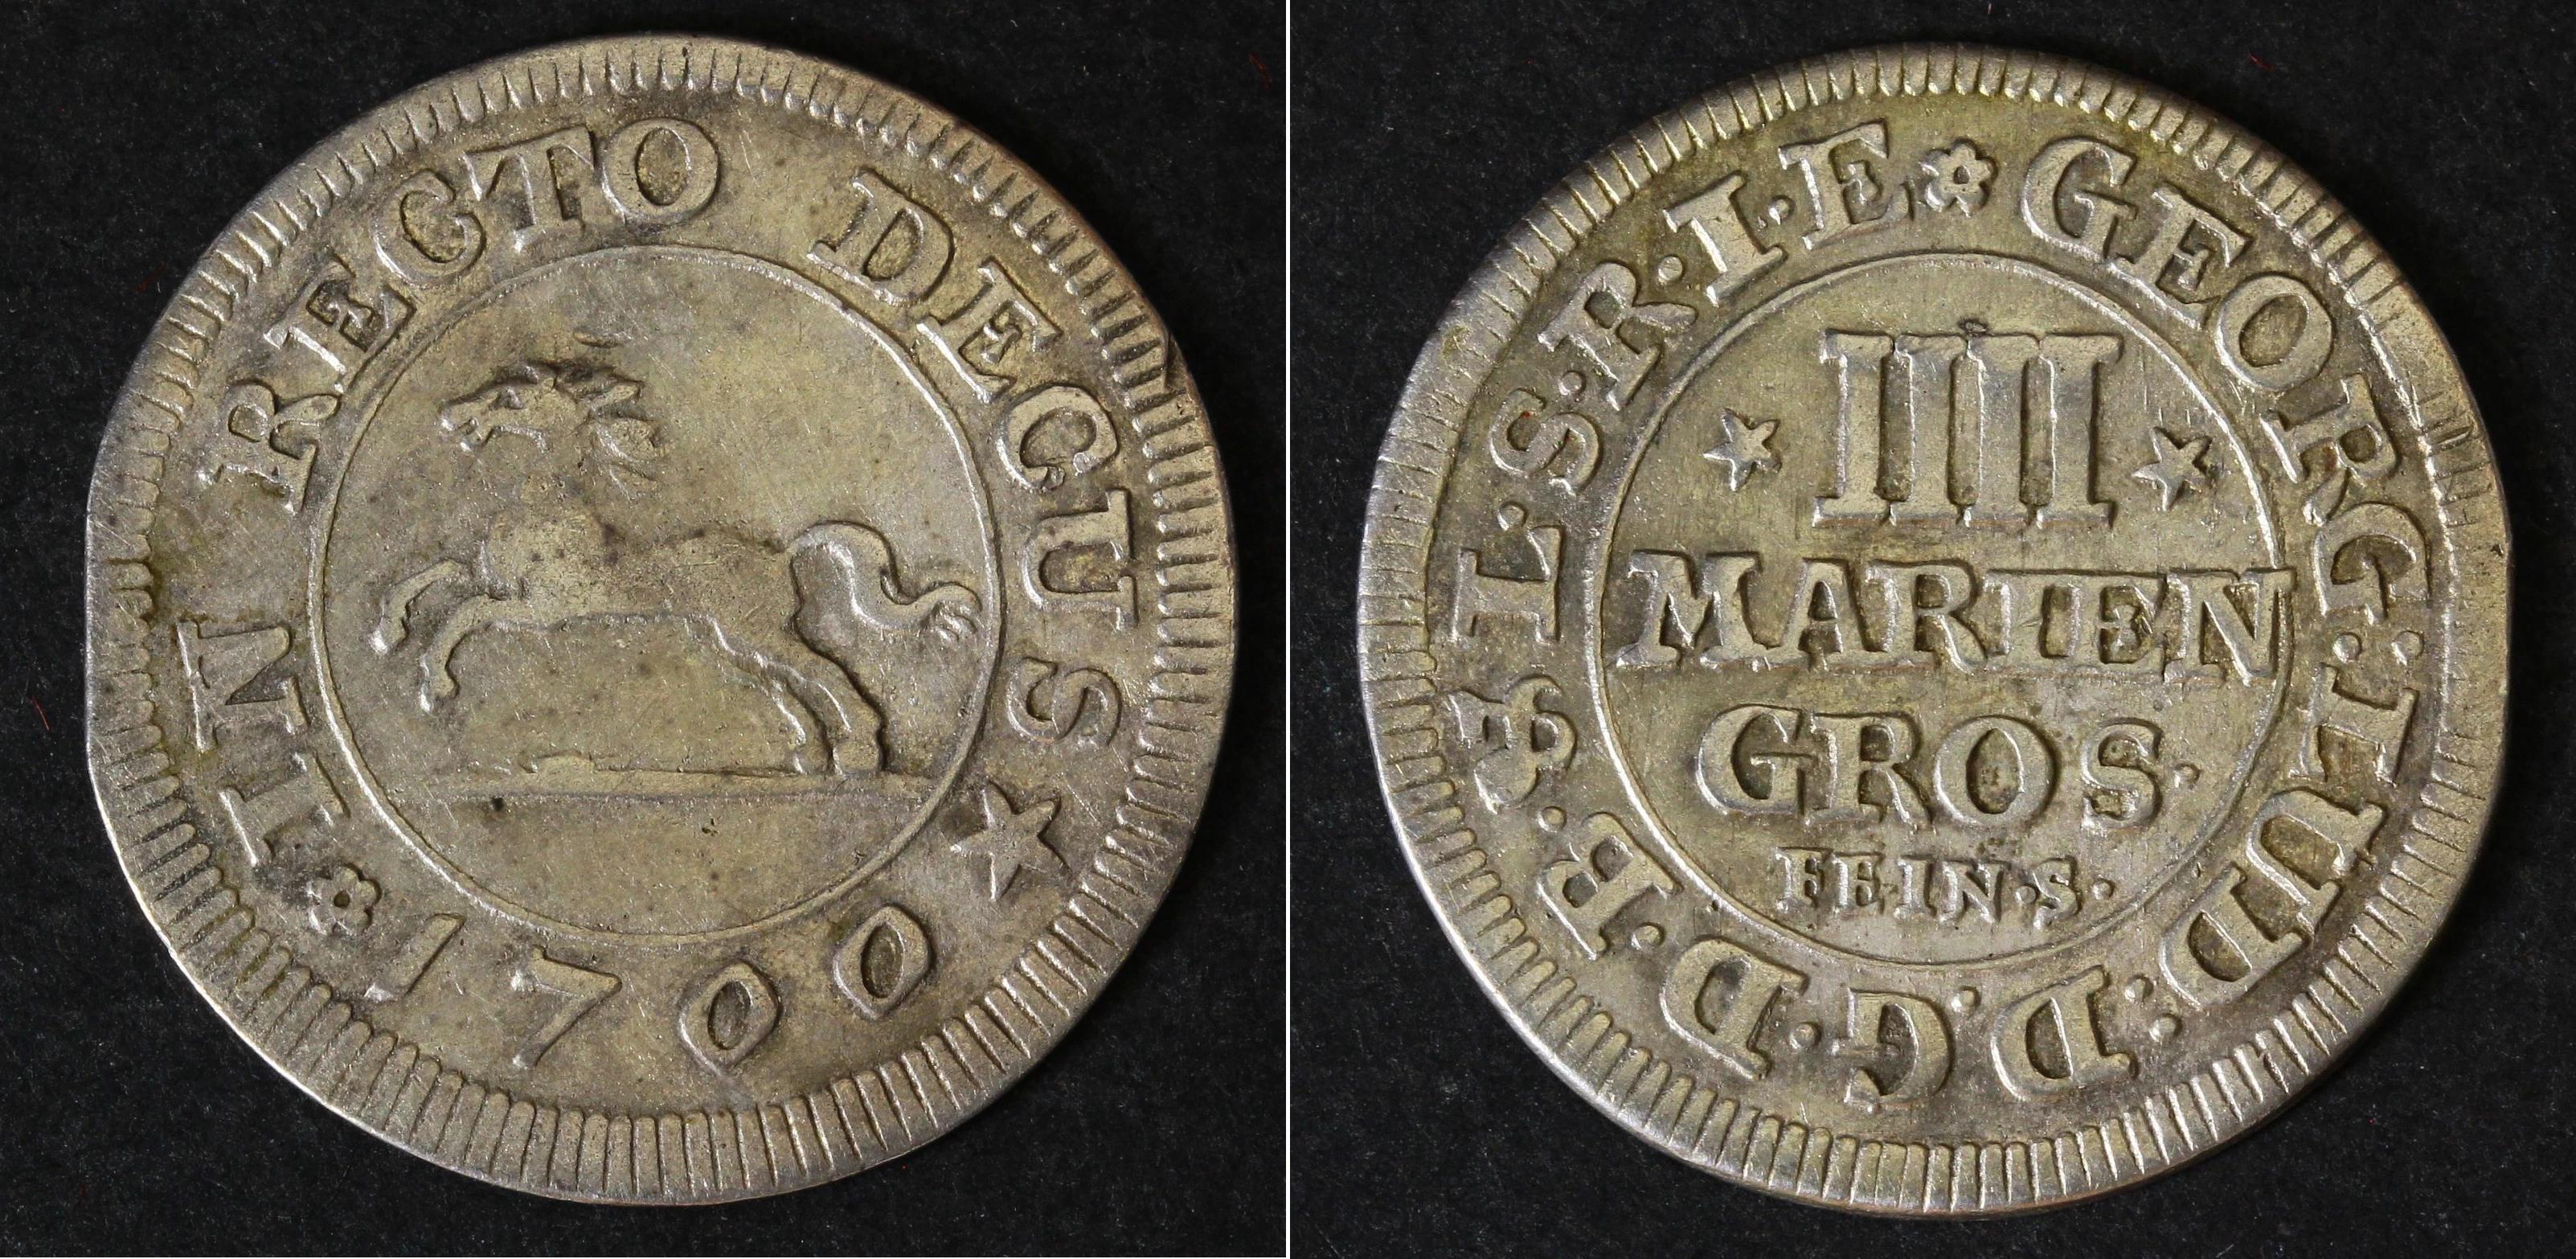 IN RECTO DECUS ★ 1700
GEORG: LUD: D.G.D.B.&L.S.R.I.E
IIII
MARIEN
GROS.
FEIN.S.